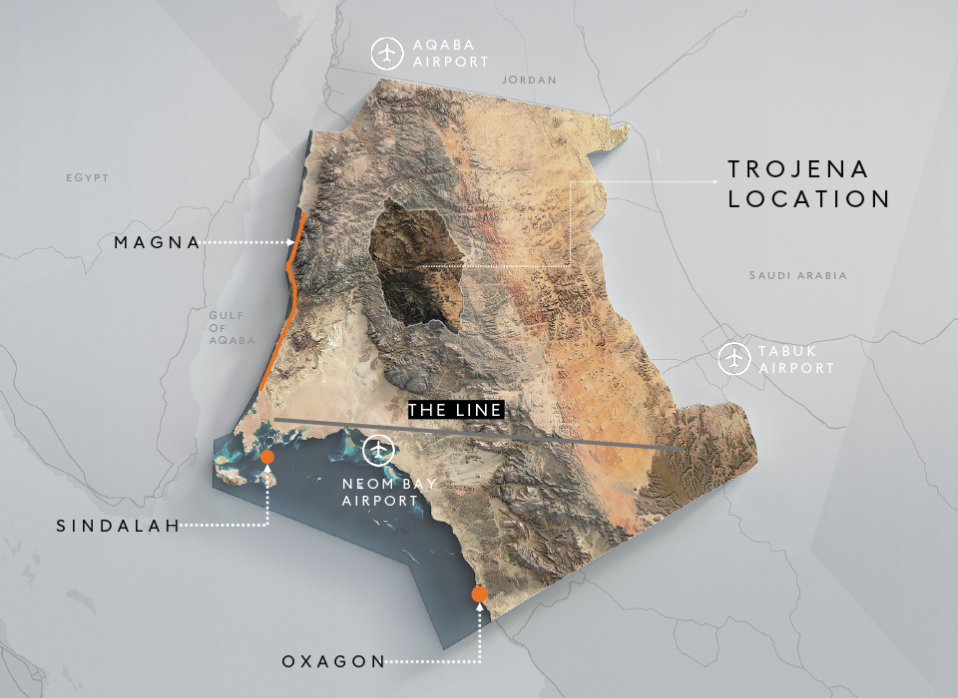 AQABA
AIRPORT
JORDAN
TROJENA
LOCATION
EGYPT
MAGNA
SAUDI ARABIA
GULF
OF
AQABA
TABUK
AIRPORT
THE LINE
NEOM BAY
AIRPORT
SINDALAH
OXAGON